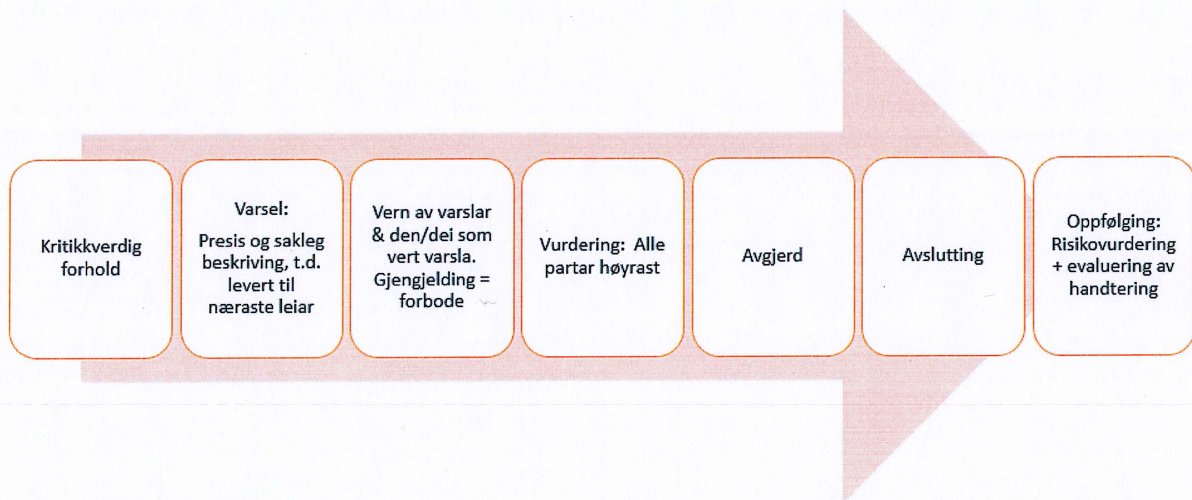 Kritikkverdig
forhold
Varsel:
Presis og sakleg
beskriving, t.d.
levert til
næraste leiar
Vern av varslar
& den/dei som
vert varsla.
Gjengjelding =
forbode
Vurdering: Alle
partar høyrast
Avgjerd
Avslutting
Oppfølging:
Risikovurdering
+ evaluering av
handtering